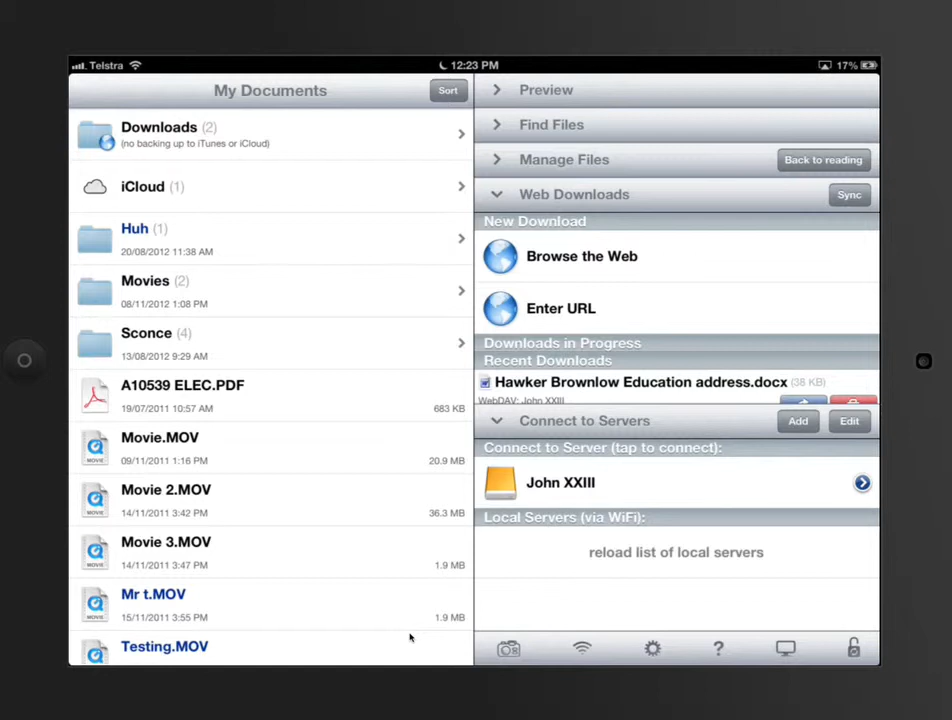 Telstra
12:23 PM
17%
My Documents
Sort
Downloads (2)
(no backing up to iTunes or iCloud)
iCloud (1)
Huh (1)
20/08/2012 11:38 AM
Movies (2)
08/11/2012 1:08 PM
Sconce (4)
13/08/2012 9:29 AM
A10539 ELEC.PDF
19/07/2011 10:57 AM
683 KB
Movie.MOV
MOVIE
09/11/2011 1:16 PM
20.9 MB
Movie 2.MOV
MOVIE
14/11/2011 3:42 PM
36.3 MB
Movie 3.MOV
MOVIE
14/11/2011 3:47 PM
1.9 MB
Mr t.MOV
MOVIE
15/11/2011 3:55 PM
1.9 MB
Testing.MOV
Preview
Find Files
Manage Files
Back to reading
Web Downloads
Sync
New Download
Browse the Web
Enter URL
Downloads in Progress
Recent Downloads
Hawker Brownlow Education address.docx (38 KB)
WebDAV: John XXIII
Connect to Servers
Add
Edit
Connect to Server (tap to connect):
John XXIII
Local Servers (via WiFi):
reload list of local servers
?